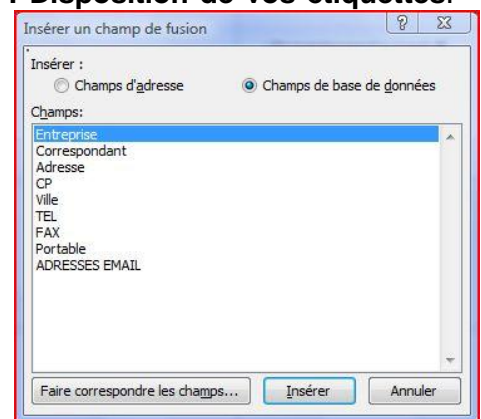 Disposition de vos étiquettes.
Insérer un champ de fusion
Insérer :
Champs d'adresse Champs de base de données
Champs:
Entreprise
Correspondant
Adresse
CP
Ville
TEL
FAX
Portable
ADRESSES EMAIL
Faire correspondre les champs... Insérer Annuler